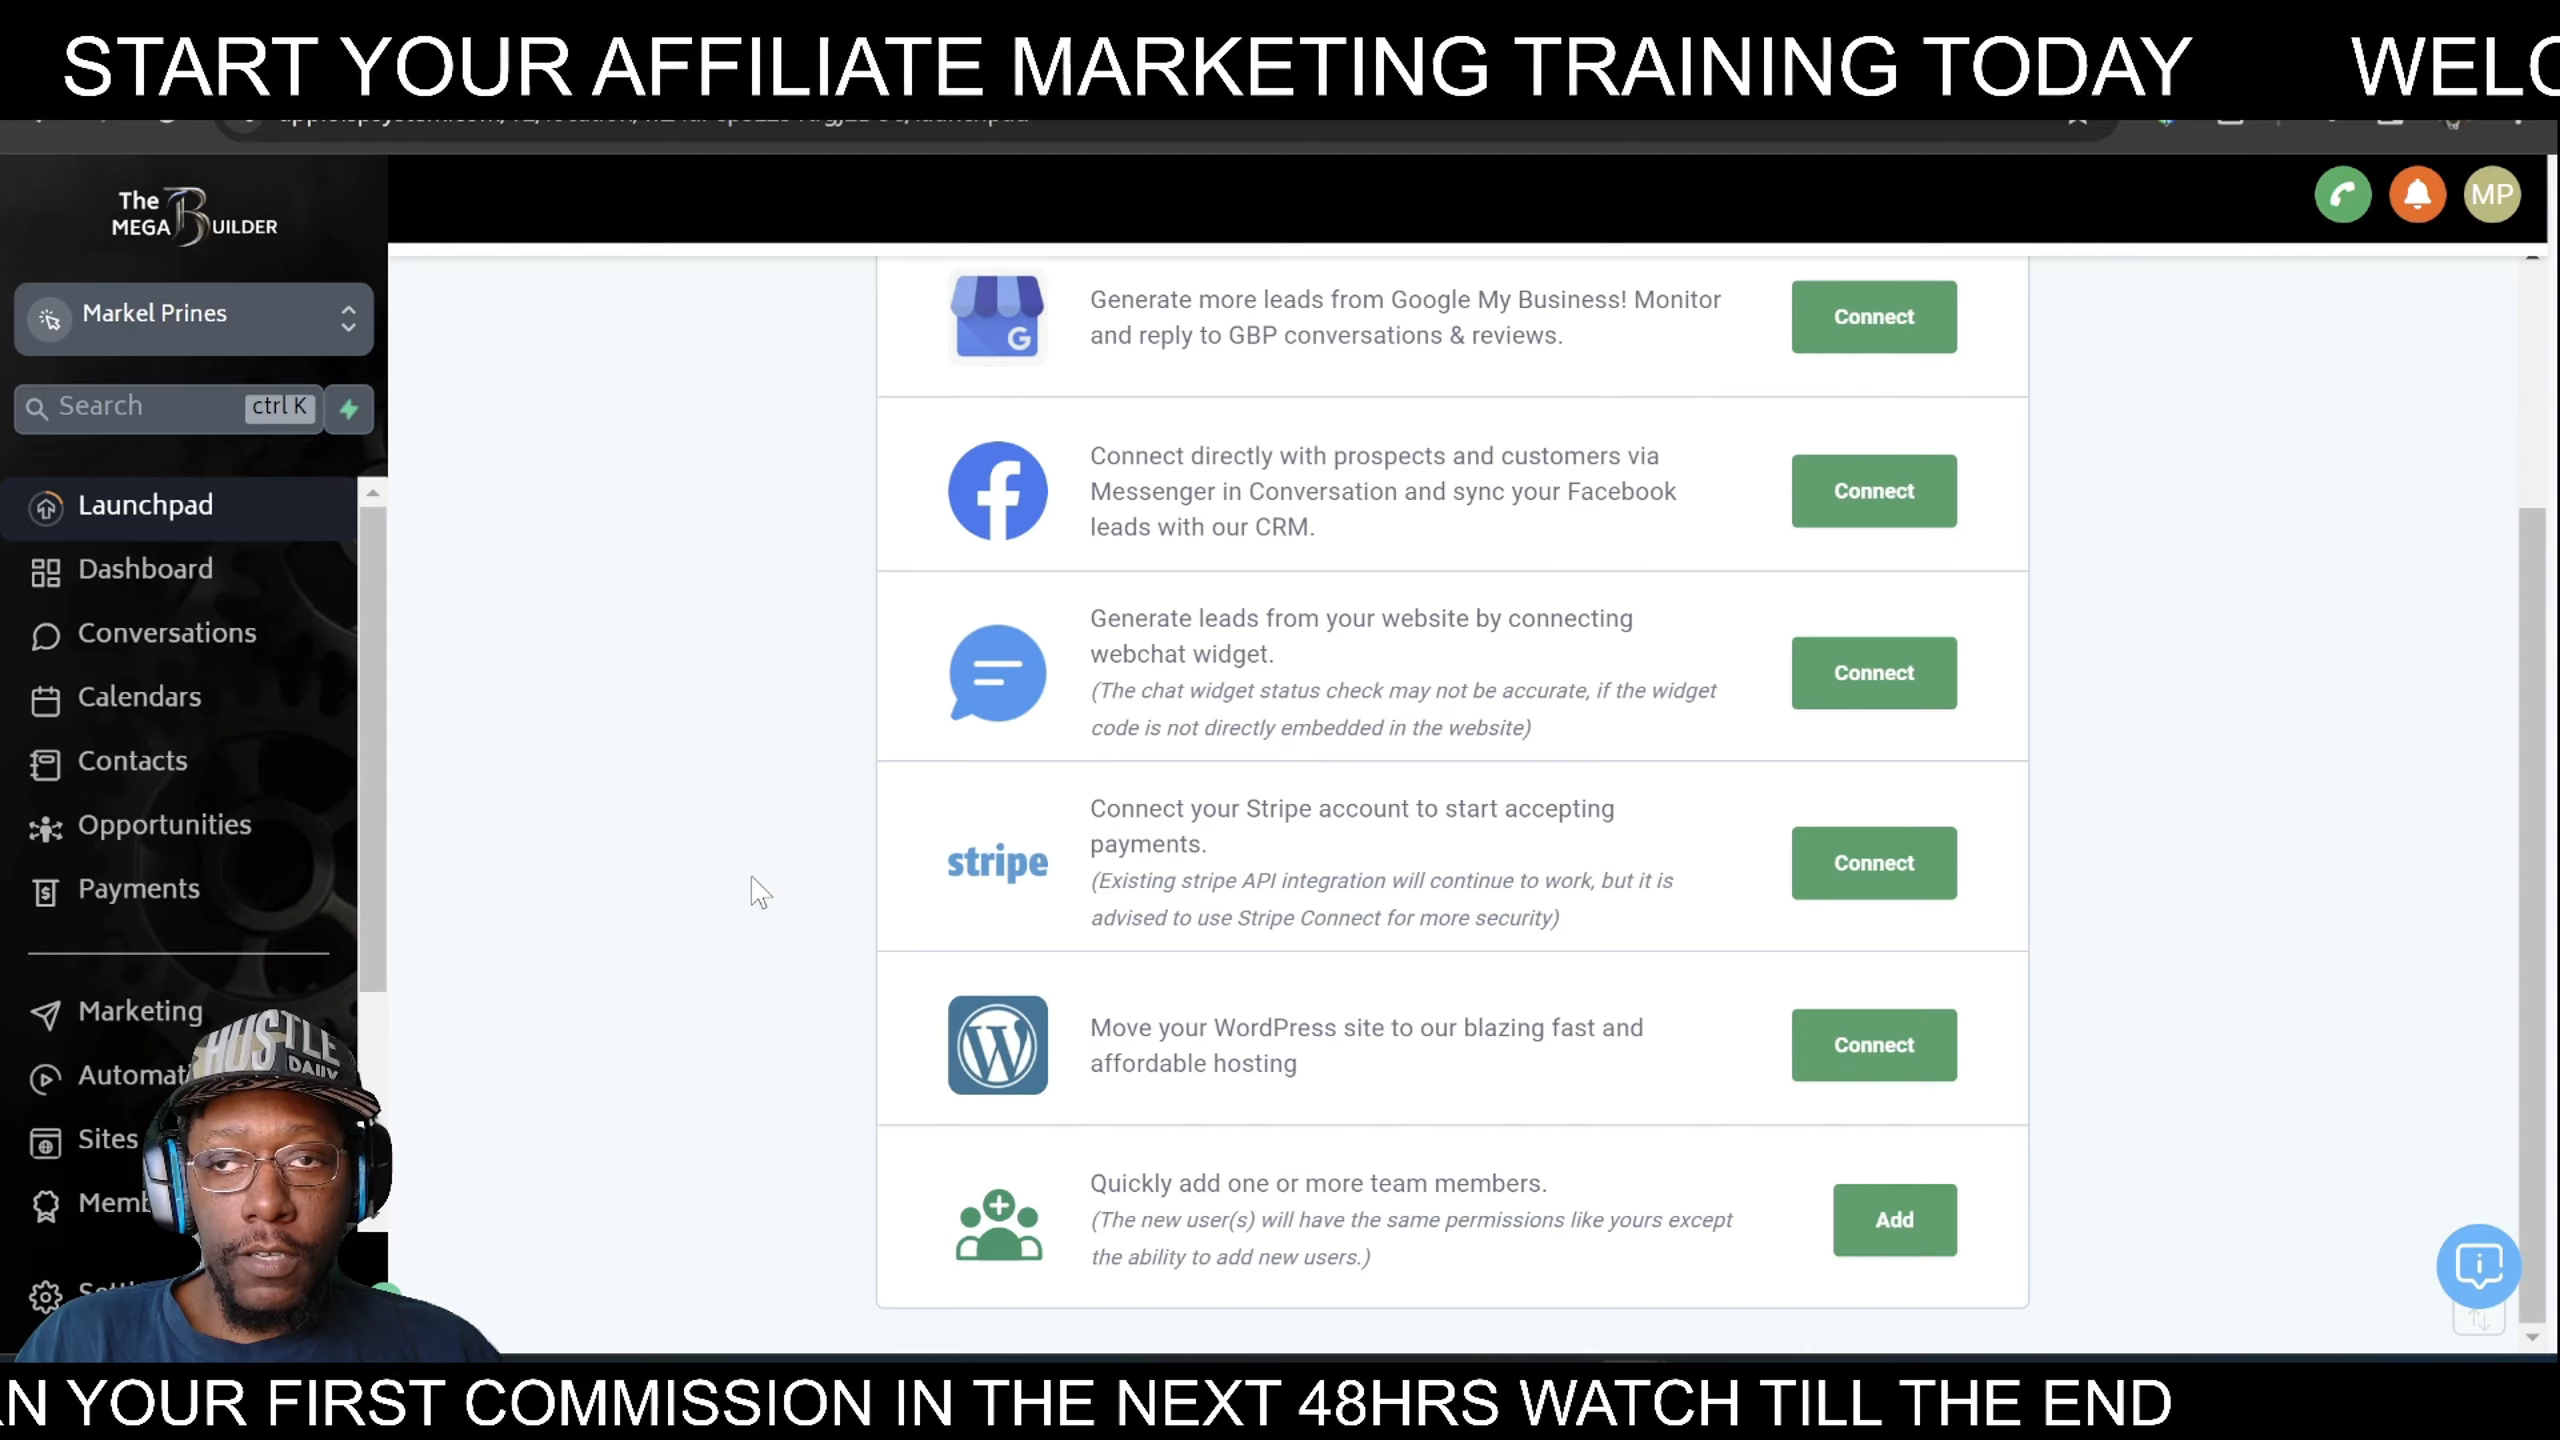 START YOUR AFFILIATE MARKETING TRAINING TODAY WELC
The
MEGA BUILDER
MP
Markel Prines
Search ctrl K
Launchpad
Dashboard
Conversations
Calendars
Contacts
Opportunities
Payments
Marketing
Automat
Sites
Memb
G
Generate more leads from Google My Business! Monitor
and reply to GBP conversations & reviews.
Connect
Connect directly with prospects and customers via
Messenger in Conversation and sync your Facebook
leads with our CRM.
Connect
Generate leads from your website by connecting
webchat widget.
(The chat widget status check may not be accurate, if the widget
code is not directly embedded in the website)
Connect
stripe
Connect your Stripe account to start accepting
payments.
(Existing stripe API integration will continue to work, but it is
advised to use Stripe Connect for more security)
Connect
Move your WordPress site to our blazing fast and
affordable hosting
Connect
Quickly add one or more team members.
(The new user(s) will have the same permissions like yours except
the ability to add new users.)
Add
HUSTLE
DAILY
RN YOUR FIRST COMMISSION IN THE NEXT 48HRS WATCH TILL THE END